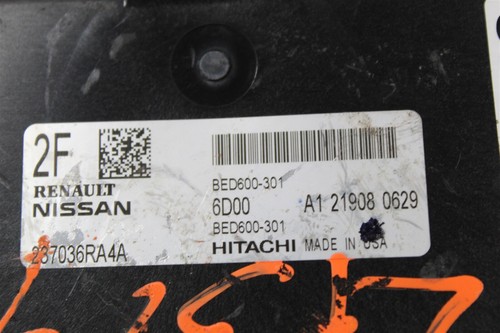 2F
RENAULT
NISSAN
237036RA4A
BED600-301
6D00 A1 21908 0629
BED600-301
HITACHI MADE IN USA